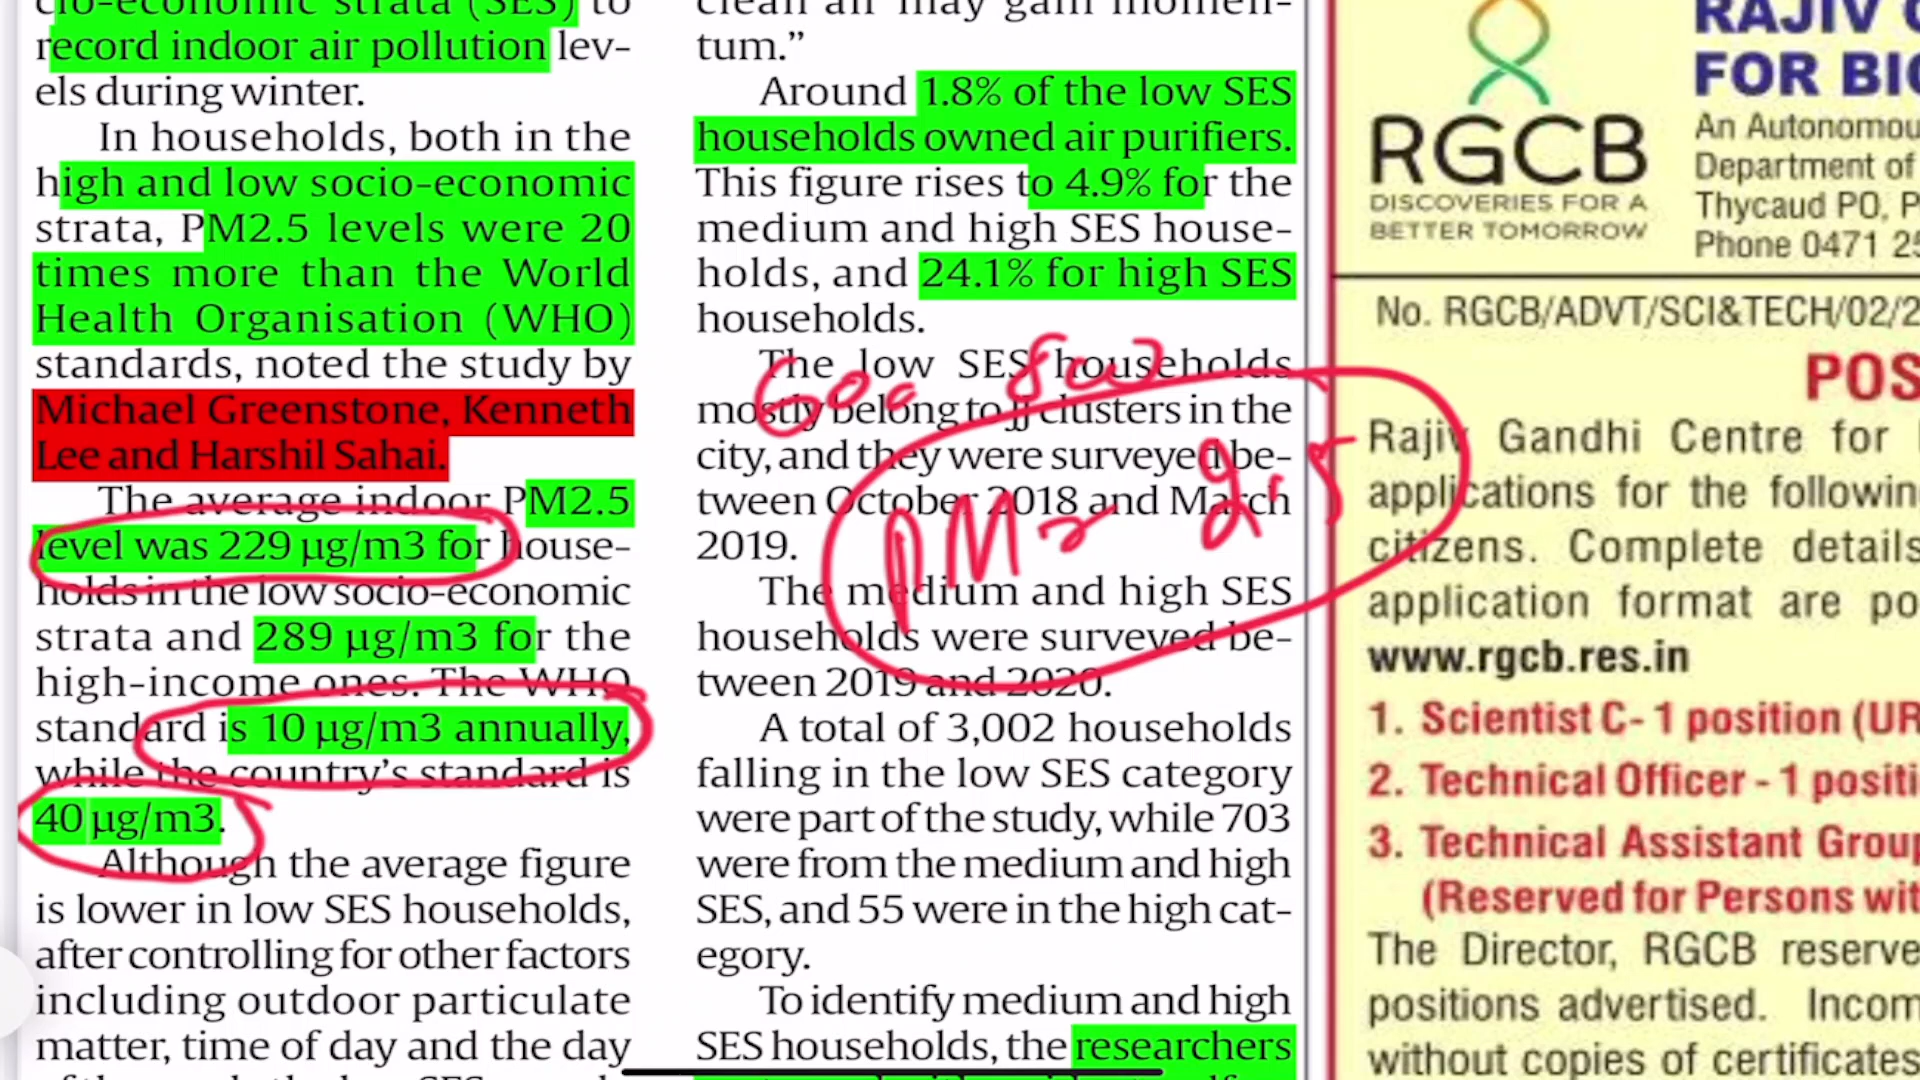 cio-economic strata (SES) to
record indoor air pollution lev-
els during winter.
In households, both in the
high and low socio-economic
strata, PM2.5 levels were 20
times more than the World
Health Organisation (WHO)
standards, noted the study by
Michael Greenstone, Kenneth
Lee and Harshil Sahai.
The average indoor PM2.5
level was 229 µg/m3 for house-
holds in the low socio-economic
strata and 289 µg/m3 for the
high-income ones. The WHO
standard is 10 µg/m3 annually,
while the country's standard is
40 µg/m3.
Although the average figure
is lower in low SES households,
after controlling for other factors
including outdoor particulate
matter, time of day and the day
clean air may gain momen-
tum.”
Around 1.8% of the low SES
households owned air purifiers.
This figure rises to 4.9% for the
medium and high SES house-
holds, and 24.1% for high SES
households.
The low SES households
mostly belong to JJ clusters in the
city, and they were surveyed be-
tween October 2018 and March
2019.
The medium and high SES
households were surveyed be-
tween 2019 and 2020.
A total of 3,002 households
falling in the low SES category
were part of the study, while 703
were from the medium and high
SES, and 55 were in the high cat-
egory.
To identify medium and high
SES households, the researchers
PM 2.5
RGCB
DISCOVERIES FOR A
BETTER TOMORROW
RAJIV
FOR BIO
An Autonomou
Department of
Thycaud PO, P
Phone 0471 25
No. RGCB/ADVT/SCI&TECH/02/2
POS
Rajiv Gandhi Centre for
applications for the followin
citizens. Complete details
application format are po
www.rgcb.res.in
1. Scientist C- 1 position (UR
2. Technical Officer - 1 positi
3. Technical Assistant Group
(Reserved for Persons wit
The Director, RGCB reserve
positions advertised. Incom
without copies of certificates